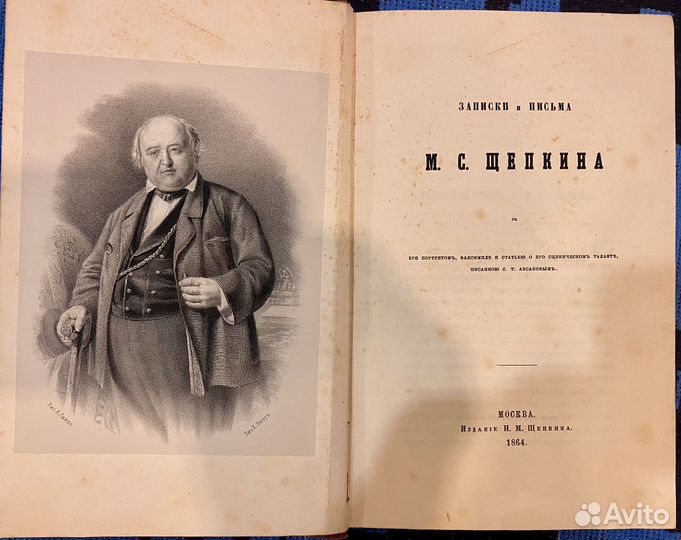 ЗАПИСКИ и ПИСЬМА
М. С. ЩЕПКИНА
съ
ЕГО ПОРТРЕТОМЪ, ФАКСИМИЛЕ И СТАТЬЕЮ О ЕГО СЦЕНИЧЕСКОМЪ ТАЛАНТѢ,
ПИСАННОЮ С. Т. АКСАКОВЫМЪ.
МОСКВА.
Изданіе Н. М. Щепкина.
1864.
Avito